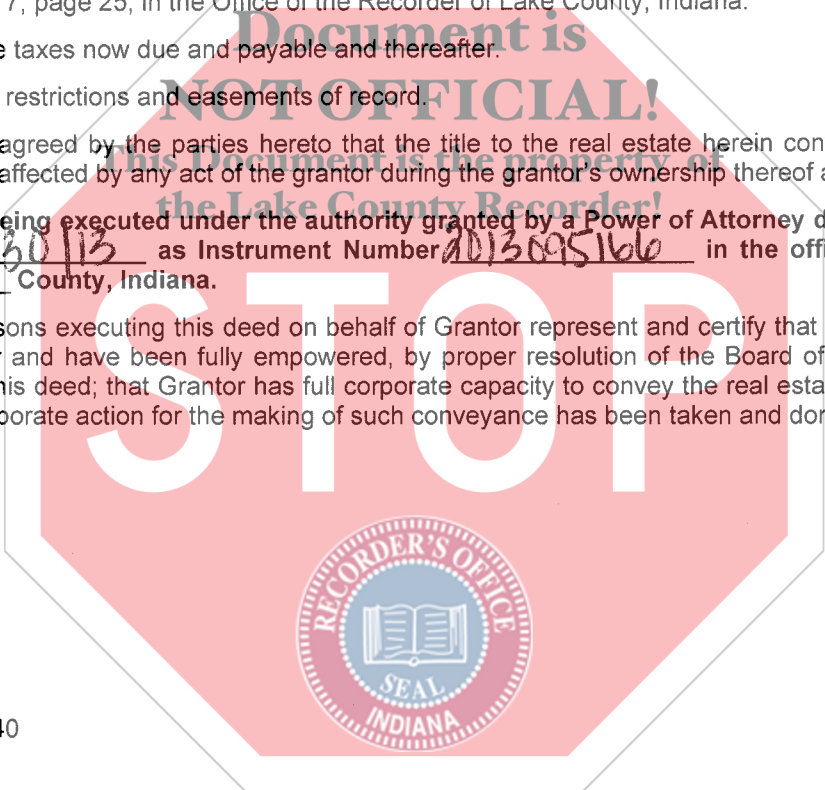 7, page 25, in the Office of the Recorder of Lake County, Indiana.
Document is
e taxes now due and payable and thereafter.
NOT OFFICIAL!
restrictions and easements of record.
agreed by the parties hereto that the title to the real estate herein con
This Document is the property of
affected by any act of the grantor during the grantor's ownership thereof a
the Lake County Recorder!
eing executed under the authority granted by a Power of Attorney d
30/13 as Instrument Number 2013095166 in the offi
County, Indiana.
STOP
sons executing this deed on behalf of Grantor represent and certify that
r and have been fully empowered, by proper resolution of the Board of
his deed; that Grantor has full corporate capacity to convey the real esta
porate action for the making of such conveyance has been taken and don
RECORDER'S OFFICE
SEAL
INDIANA
40